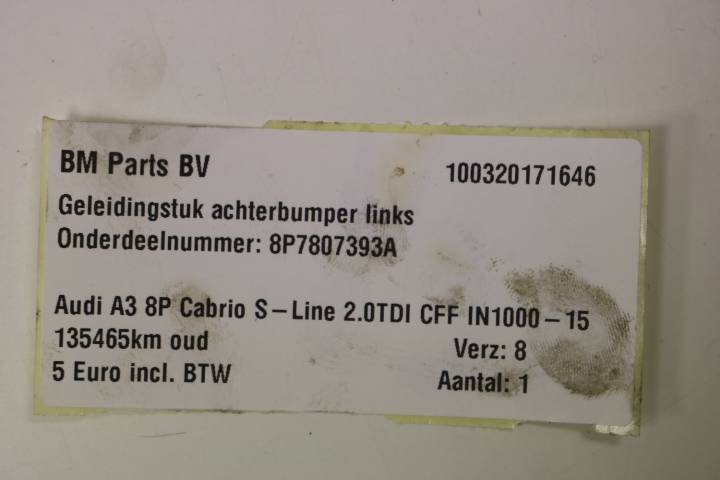 BM Parts BV
100320171646
Geleidingstuk achterbumper links
Onderdeelnummer: 8P7807393A
Audi A3 8P Cabrio S-Line 2.0TDI CFF IN1000-15
135465km oud
Verz: 8
5 Euro incl. BTW
Aantal: 1